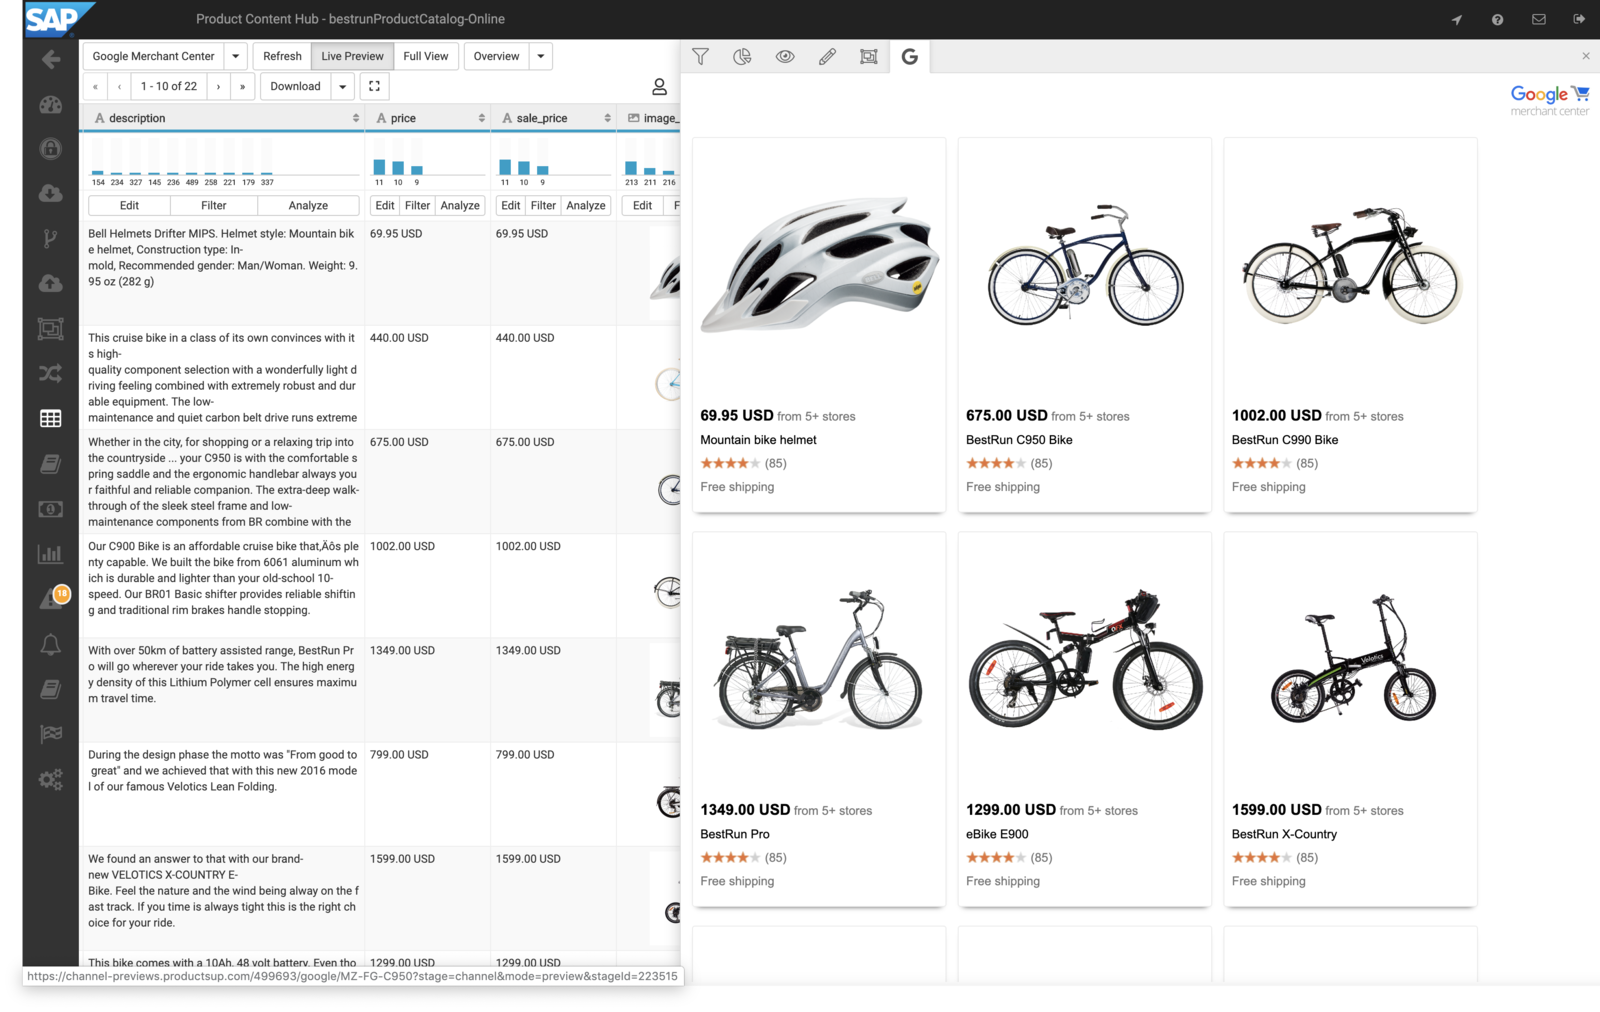 SAP
Product Content Hub - bestrunProductCatalog-Online
Google Merchant Center
Refresh
Live Preview
Full View
Overview
« ‹ 1 - 10 of 22 › »
Download
Google
merchant center
A description
A price
A sale_price
image_
154 234 327 145 236 489 258 221 179 337
11 10 9
11 10 9
213 211 216
Edit Filter Analyze
Edit Filter Analyze
Edit Filter Analyze
Edit F
Bell Helmets Drifter MIPS. Helmet style: Mountain bik
e helmet, Construction type: In-
mold, Recommended gender: Man/Woman. Weight: 9.
95 oz (282 g)
69.95 USD
69.95 USD
This cruise bike in a class of its own convinces with it
s high-
quality component selection with a wonderfully light d
riving feeling combined with extremely robust and dur
able equipment. The low-
maintenance and quiet carbon belt drive runs extreme
440.00 USD
440.00 USD
Whether in the city, for shopping or a relaxing trip into
the countryside ... your C950 is with the comfortable s
pring saddle and the ergonomic handlebar always you
r faithful and reliable companion. The extra-deep walk-
through of the sleek steel frame and low-
maintenance components from BR combine with the
675.00 USD
675.00 USD
Our C900 Bike is an affordable cruise bike that‚Äôs ple
nty capable. We built the bike from 6061 aluminum wh
ich is durable and lighter than your old-school 10-
speed. Our BR01 Basic shifter provides reliable shiftin
g and traditional rim brakes handle stopping.
1002.00 USD
1002.00 USD
With over 50km of battery assisted range, BestRun Pr
o will go wherever your ride takes you. The high energ
y density of this Lithium Polymer cell ensures maximu
m travel time.
1349.00 USD
1349.00 USD
During the design phase the motto was "From good to
great" and we achieved that with this new 2016 mode
l of our famous Velotics Lean Folding.
799.00 USD
799.00 USD
We found an answer to that with our brand-
new VELOTICS X-COUNTRY E-
Bike. Feel the nature and the wind being alway on the f
ast track. If you time is always tight this is the right ch
oice for your ride.
1599.00 USD
1599.00 USD
This bike comes with a 10Ah, 48 volt battery. Even tho
1299.00 USD
1299.00 USD
18
69.95 USD from 5+ stores
Mountain bike helmet
(85)
Free shipping
675.00 USD from 5+ stores
BestRun C950 Bike
(85)
Free shipping
1002.00 USD from 5+ stores
BestRun C990 Bike
(85)
Free shipping
1349.00 USD from 5+ stores
BestRun Pro
(85)
Free shipping
1299.00 USD from 5+ stores
eBike E900
(85)
Free shipping
Velotics
1599.00 USD from 5+ stores
BestRun X-Country
(85)
Free shipping
https://channel-previews.productsup.com/499693/google/MZ-FG-C950?stage=channel&mode=preview&stageId=223515